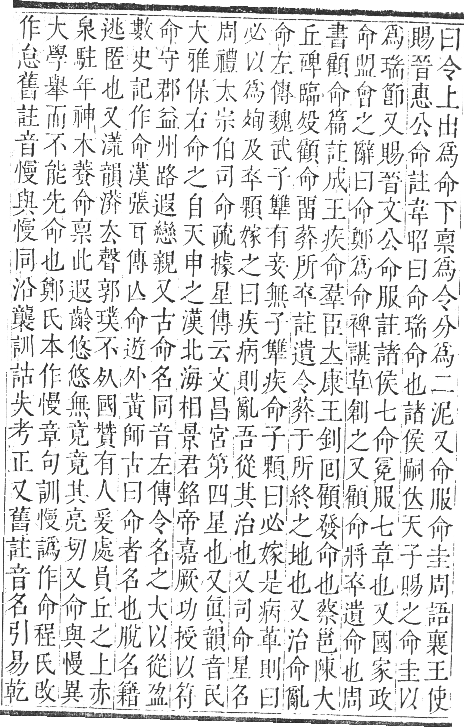 曰令上出爲命下稟爲令分爲二泥又命服命圭周語襄王使
賜晉惠公命註韋昭曰命瑞命也諸侯嗣位天子賜之命圭以
爲瑞節又賜晉文公命服註諸侯七命冕服七章也又國家政
命盟會之辭曰命鄭爲命裨諶草創之又顧命將卒遺命也周
書顧命篇註成王疾命羣臣太康王釗回顧發命也蔡邕陳大
丘碑臨歿顧命畱葬所卒註遺令葬于所終之地也又治命亂
命左傳魏武子犨有妾無子犨疾命子顆曰必嫁是病革則曰
必以爲殉及卒顆嫁之曰疾病則亂吾從其治也又司命星名
周禮太宗伯司命疏據星傳云文昌宮第四星也又眞韻音民
大雅保右命之自天申之漢北海相景君銘帝嘉厥功授以符
命守郡益州路遐戀親又古命名同音左傳令名之大以從盈
數史記作命漢張耳傳亾命遊外黃師古曰命者名也脫名籍
逃匿也又漾韻㴾去聲郭璞不死國贊有人爰處員丘之上赤
泉駐年神木養命稟此遐齡悠悠無竟竟其亮切又命與慢異
大學舉而不能先命也鄭氏本作慢章句訓慢譌作命程氏改
作怠舊註音慢與慢同沿襲訓詁失考正又舊註音名引易乾